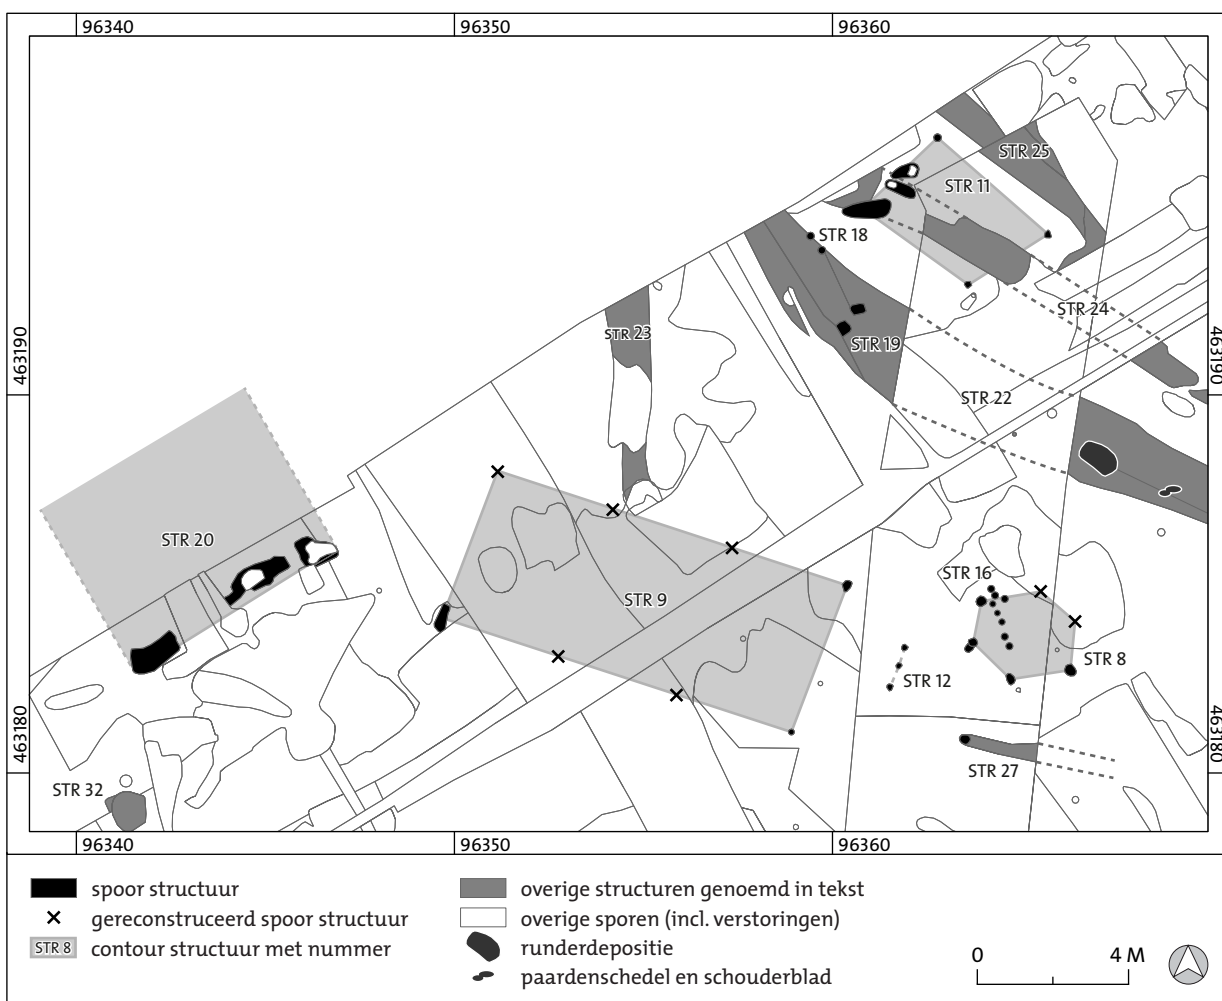 96340 96350 96360
STR 25
STR 11
STR 18
STR 24
STR 23
STR 19
463190 463190
STR 22
STR 20
STR 16
STR 9
STR 8
STR 12
463180 463180
STR 27
STR 32
96340 96350 96360
spoor structuur
gereconstruceerd spoor structuur
STR 8 contour structuur met nummer
overige structuren genoemd in tekst
overige sporen (incl. verstoringen)
runderdepositie
paardenschedel en schouderblad
0 4 M